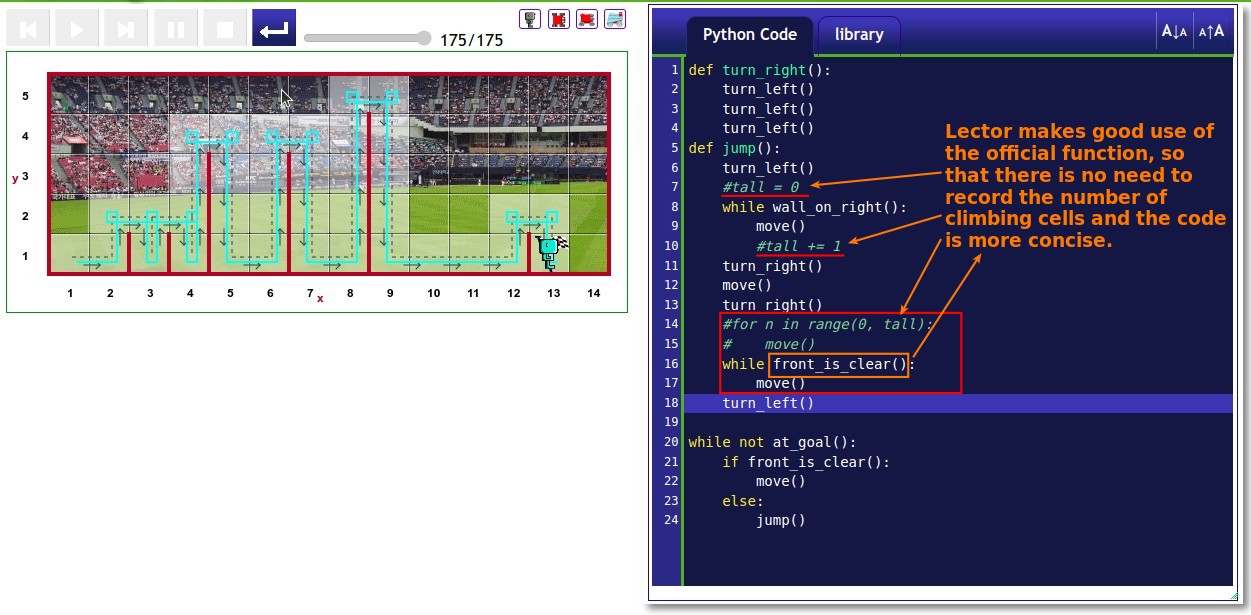 175/175
5
4
y 3
2
1
1 2 3 4 5 6 7 x 8 9 10 11 12 13 14
Python Code library
A↓A A↑A
1 def turn_right():
2     turn_left()
3     turn_left()
4     turn_left()
5 def jump():
6     turn_left()
7     #tall = 0
8     while wall_on_right():
9         move()
10         #tall += 1
11     turn_right()
12     move()
13     turn_right()
14     #for n in range(0, tall):
15     #    move()
16     while front_is_clear():
17         move()
18     turn_left()
19
20 while not at_goal():
21     if front_is_clear():
22         move()
23     else:
24         jump()
Lector makes good use of
the official function, so
that there is no need to
record the number of
climbing cells and the code
is more concise.